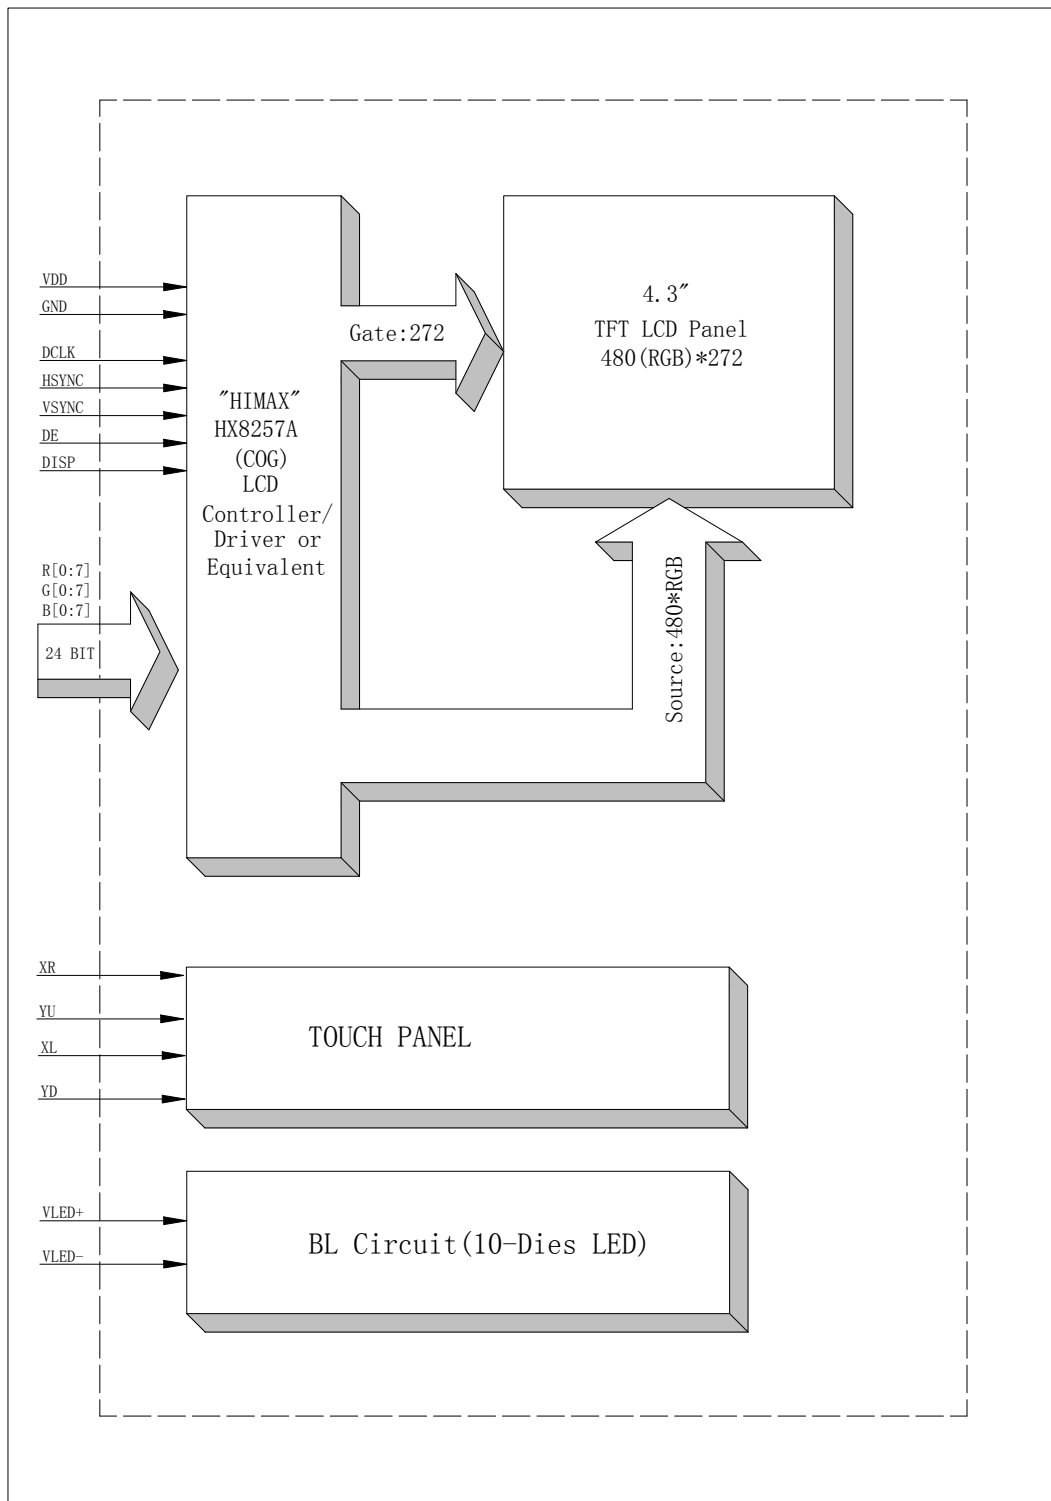 VDD
GND
DCLK
HSYNC
VSYNC
DE
DISP
R[0:7]
G[0:7]
B[0:7]
24 BIT
"HIMAX"
HX8257A
(COG)
LCD
Controller/
Driver or
Equivalent
Gate:272
4.3"
TFT LCD Panel
480(RGB)*272
Source:480*RGB
XR
YU
XL
YD
TOUCH PANEL
VLED+
VLED-
BL Circuit(10-Dies LED)